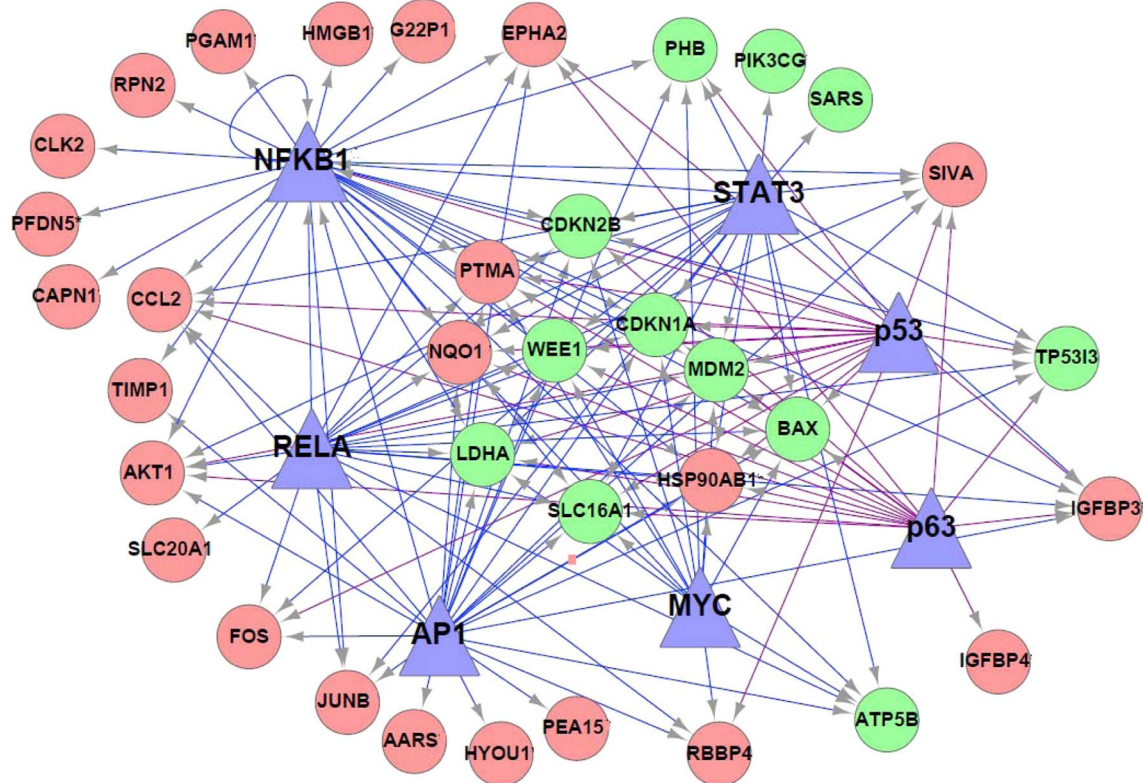 PGAM1
HMGB1
G22P1
EPHA2
PHB
PIK3CG
RPN2
SARS
CLK2
NFKB1
SIVA
STAT3
PFDN5*
CDKN2B
PTMA
CAPN1
CCL2
CDKN1A
p53
NQO1
WEE1
TP53I3
MDM2
TIMP1
BAX
RELA
LDHA
AKT1
HSP90AB1
SLC16A1
IGFBP3
p63
SLC20A1
MYC
FOS
AP1
IGFBP4
JUNB
ATP5B
PEA15
AARS
HYOU1
RBBP4